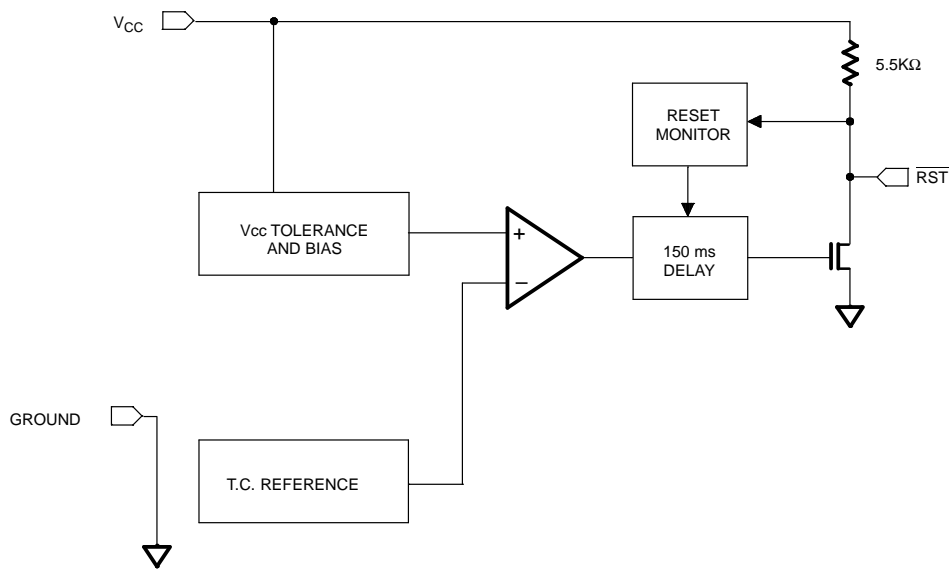 VCC
5.5KΩ
RESET
MONITOR
RST
Vcc TOLERANCE
AND BIAS
+
−
150 ms
DELAY
GROUND
T.C. REFERENCE